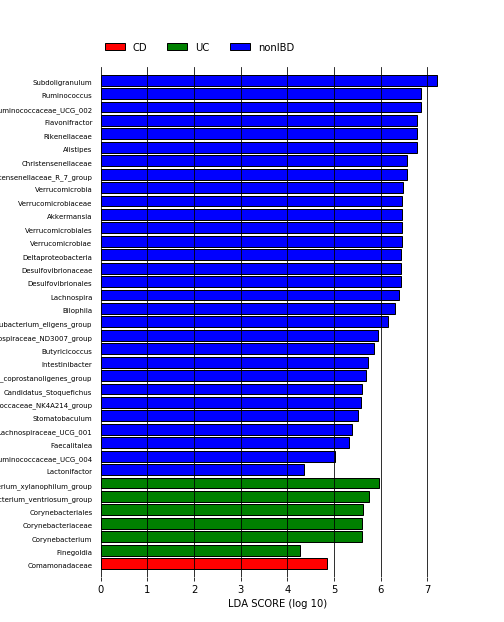 CD UC nonIBD
Subdoligranulum
Ruminococcus
uminococcaceae_UCG_002
Flavonifractor
Rikenellaceae
Alistipes
Christensenellaceae
tensenellaceae_R_7_group
Verrucomicrobia
Verrucomicrobiaceae
Akkermansia
Verrucomicrobiales
Verrucomicrobiae
Deltaproteobacteria
Desulfovibrionaceae
Desulfovibrionales
Lachnospira
Bilophila
ubacterium_eligens_group
ospiraceae_ND3007_group
Butyricicoccus
Intestinibacter
_coprostanoligenes_group
Candidatus_Stoquefichus
occaceae_NK4A214_group
Stomatobaculum
Lachnospiraceae_UCG_001
Faecalitalea
uminococcaceae_UCG_004
Lactonifactor
erium_xylanophilum_group
cterium_ventriosum_group
Corynebacteriales
Corynebacteriaceae
Corynebacterium
Finegoldia
Comamonadaceae
0 1 2 3 4 5 6 7
LDA SCORE (log 10)